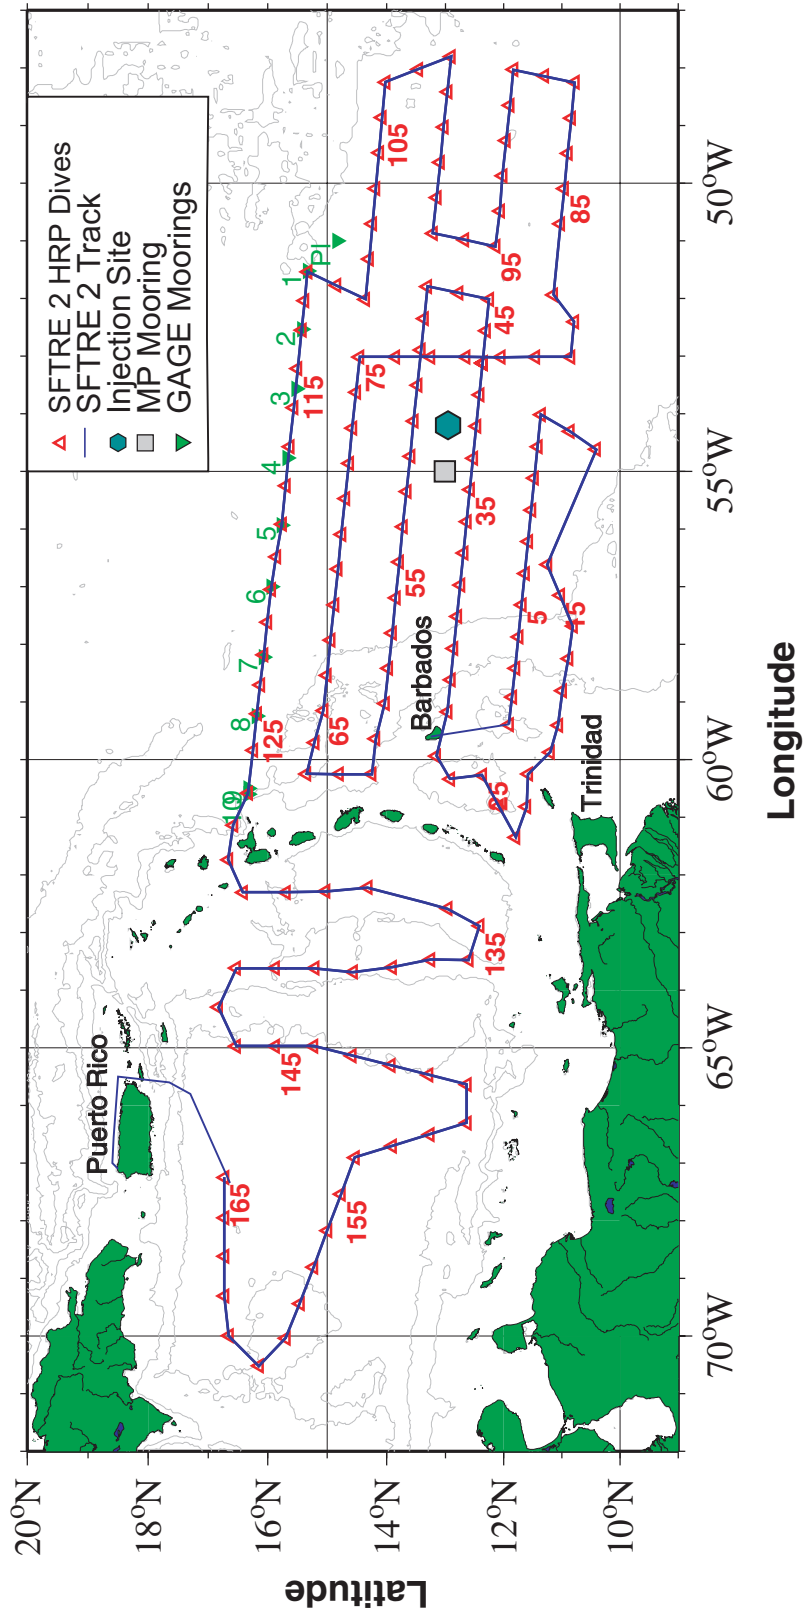 SFTRE 2 HRP Dives
SFTRE 2 Track
Injection Site
MP Mooring
GAGE Moorings
Puerto Rico
Barbados
Trinidad
10
9
8
7
6
5
4
3
2
1
PI
5
15
25
35
45
55
65
75
85
95
105
115
125
135
145
155
165
20°N
18°N
16°N
14°N
12°N
10°N
Latitude
70°W
65°W
60°W
55°W
50°W
Longitude